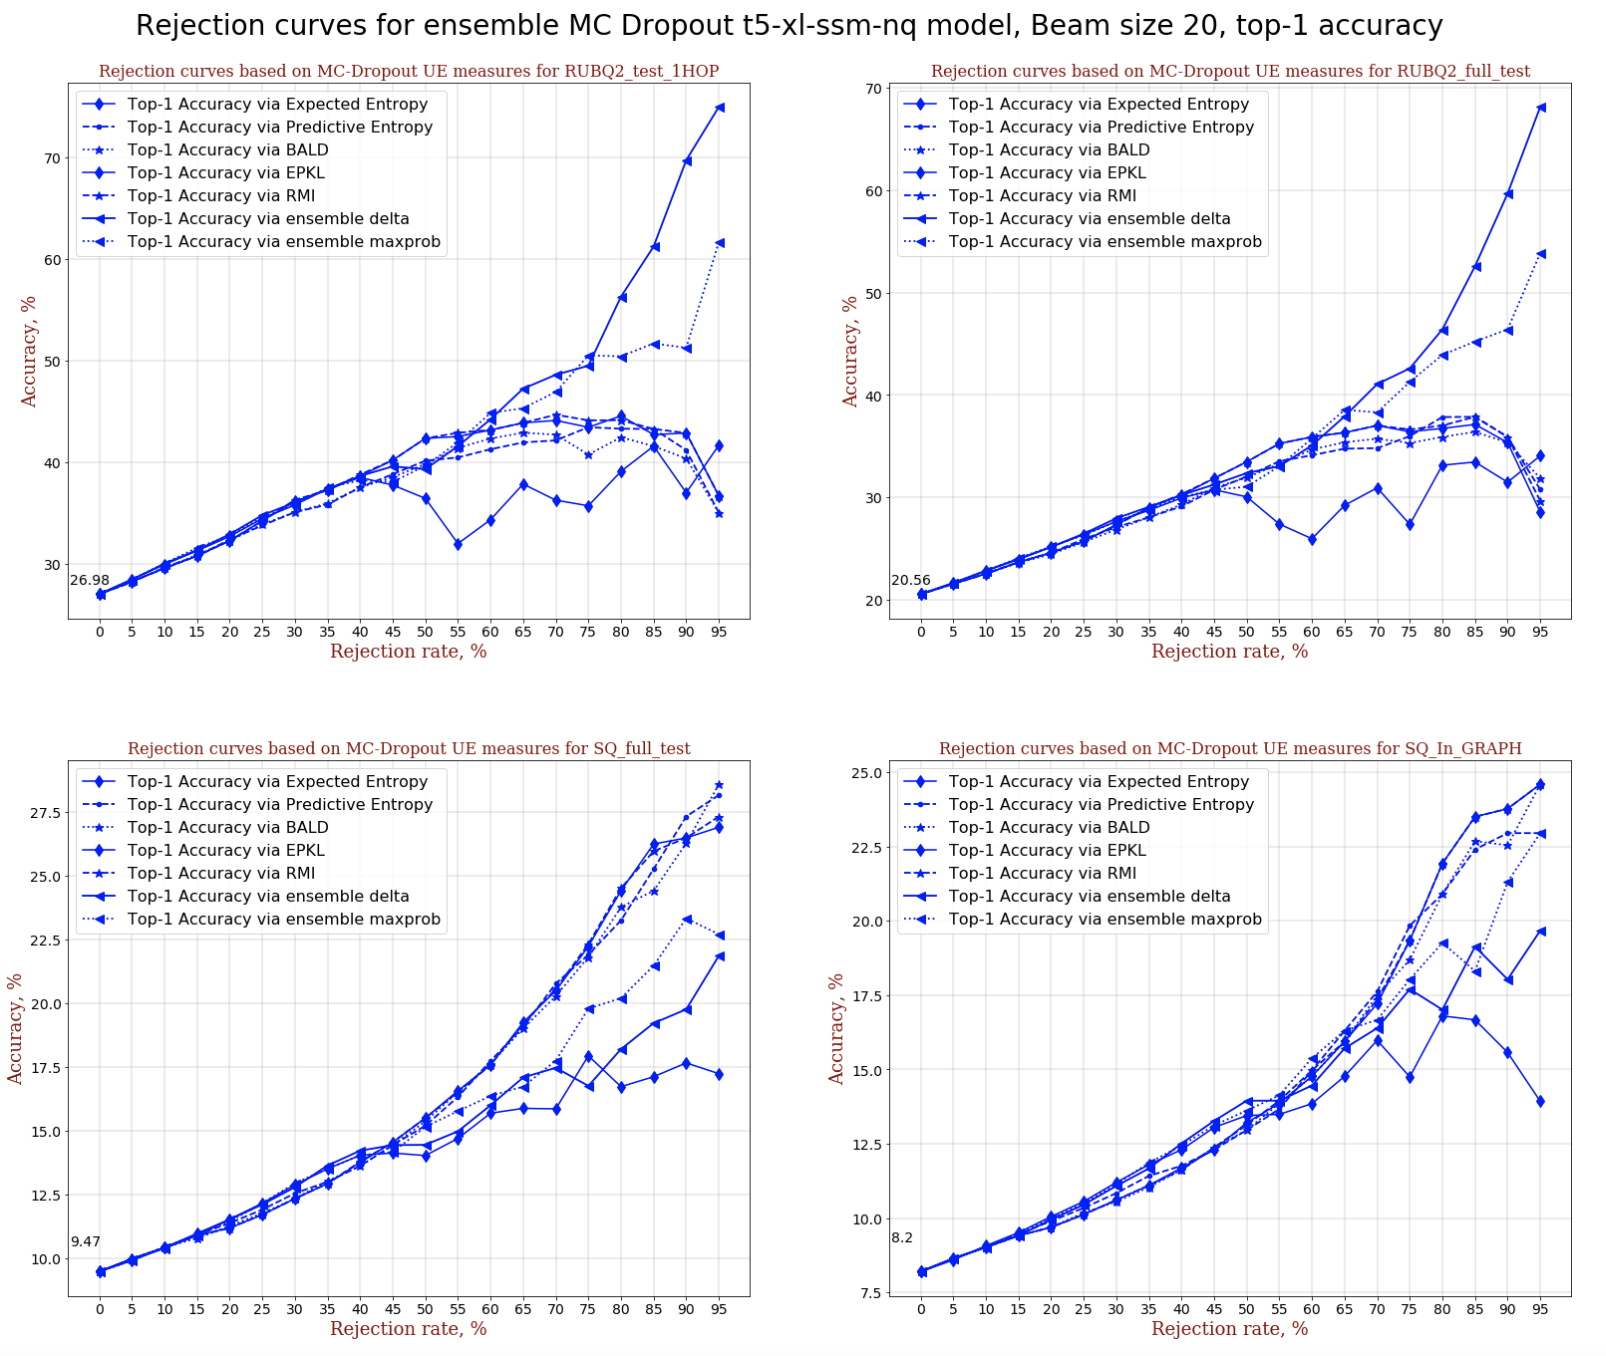 Rejection curves for ensemble MC Dropout t5-xl-ssm-nq model, Beam size 20, top-1 accuracy
Rejection curves based on MC-Dropout UE measures for RUBQ2_test_1HOP
Top-1 Accuracy via Expected Entropy
Top-1 Accuracy via Predictive Entropy
Top-1 Accuracy via BALD
Top-1 Accuracy via EPKL
Top-1 Accuracy via RMI
Top-1 Accuracy via ensemble delta
Top-1 Accuracy via ensemble maxprob
70
60
50
40
30
Accuracy, %
26.98
0 5 10 15 20 25 30 35 40 45 50 55 60 65 70 75 80 85 90 95
Rejection rate, %
Rejection curves based on MC-Dropout UE measures for RUBQ2_full_test
Top-1 Accuracy via Expected Entropy
Top-1 Accuracy via Predictive Entropy
Top-1 Accuracy via BALD
Top-1 Accuracy via EPKL
Top-1 Accuracy via RMI
Top-1 Accuracy via ensemble delta
Top-1 Accuracy via ensemble maxprob
70
60
50
40
30
20
Accuracy, %
20.56
0 5 10 15 20 25 30 35 40 45 50 55 60 65 70 75 80 85 90 95
Rejection rate, %
Rejection curves based on MC-Dropout UE measures for SQ_full_test
Top-1 Accuracy via Expected Entropy
Top-1 Accuracy via Predictive Entropy
Top-1 Accuracy via BALD
Top-1 Accuracy via EPKL
Top-1 Accuracy via RMI
Top-1 Accuracy via ensemble delta
Top-1 Accuracy via ensemble maxprob
27.5
25.0
22.5
20.0
17.5
15.0
12.5
10.0
Accuracy, %
9.47
0 5 10 15 20 25 30 35 40 45 50 55 60 65 70 75 80 85 90 95
Rejection rate, %
Rejection curves based on MC-Dropout UE measures for SQ_In_GRAPH
Top-1 Accuracy via Expected Entropy
Top-1 Accuracy via Predictive Entropy
Top-1 Accuracy via BALD
Top-1 Accuracy via EPKL
Top-1 Accuracy via RMI
Top-1 Accuracy via ensemble delta
Top-1 Accuracy via ensemble maxprob
25.0
22.5
20.0
17.5
15.0
12.5
10.0
7.5
Accuracy, %
8.2
0 5 10 15 20 25 30 35 40 45 50 55 60 65 70 75 80 85 90 95
Rejection rate, %